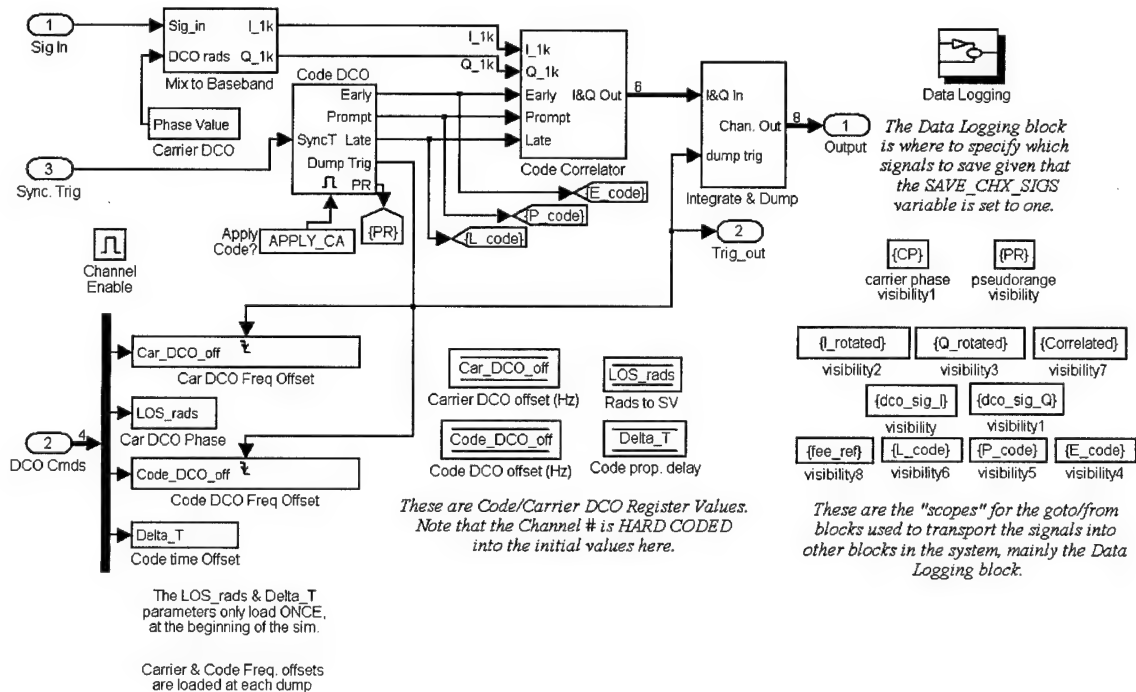 1
Sig In
Sig_in
I_1k
DCO rads
Q_1k
Mix to Baseband
Phase Value
Carrier DCO
3
Sync. Trig
I_1k
Q_1k
Code DCO
Early
Prompt
SyncT
Late
Dump Trig
PR
Apply
Code?
APPLY_CA
{PR}
I_1k
Q_1k
Early
I&Q Out
Prompt
Late
Code Correlator
6
{E_code}
{P_code}
{L_code}
I&Q In
Chan. Out
dump trig
Integrate & Dump
8
1
Output
2
Trig_out
Data Logging
The Data Logging block
is where to specify which
signals to save given that
the SAVE_CHX_SIGS
variable is set to one.
Channel
Enable
{CP}
carrier phase
visibility1
{PR}
pseudorange
visibility
Car_DCO_off
Car DCO Freq Offset
LOS_rads
Car DCO Phase
2
DCO Cmds
4
Code_DCO_off
Code DCO Freq Offset
Delta_T
Code time Offset
Car_DCO_off
Carrier DCO offset (Hz)
LOS_rads
Rads to SV
Code_DCO_off
Code DCO offset (Hz)
Delta_T
Code prop. delay
These are Code/Carrier DCO Register Values.
Note that the Channel # is HARD CODED
into the initial values here.
{I_rotated}
visibility2
{Q_rotated}
visibility3
{Correlated}
visibility7
{dco_sig_I}
visibility
{dco_sig_Q}
visibility1
{fee_ref}
visibility8
{L_code}
visibility6
{P_code}
visibility5
{E_code}
visibility4
These are the "scopes" for the goto/from
blocks used to transport the signals into
other blocks in the system, mainly the Data
Logging block.
The LOS_rads & Delta_T
parameters only load ONCE,
at the beginning of the sim.
Carrier & Code Freq. offsets
are loaded at each dump